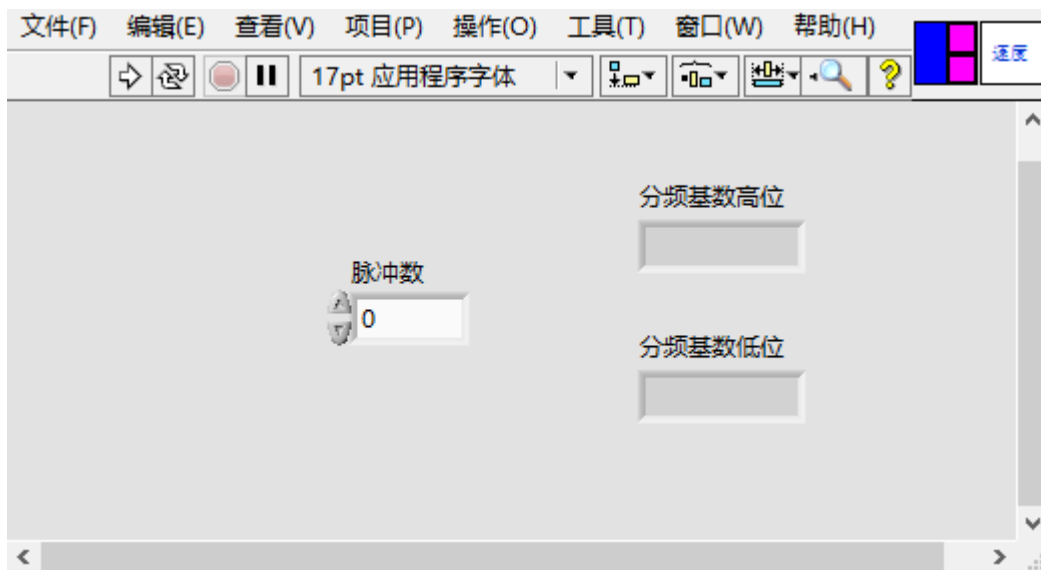 文件(F) 编辑(E) 查看(V) 项目(P) 操作(O) 工具(T) 窗口(W) 帮助(H)
17pt 应用程序字体
速度
分频基数高位
脉冲数
0
分频基数低位